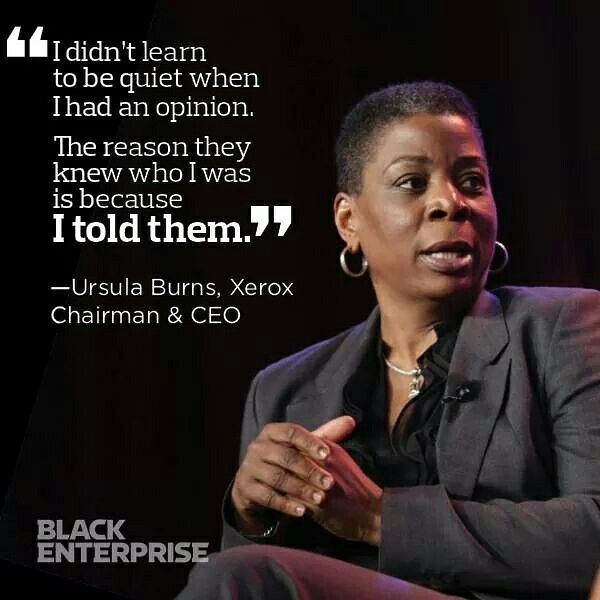 “I didn't learn
to be quiet when
I had an opinion.
The reason they
knew who I was
is because
I told them.”
—Ursula Burns, Xerox
Chairman & CEO
BLACK
ENTERPRISE